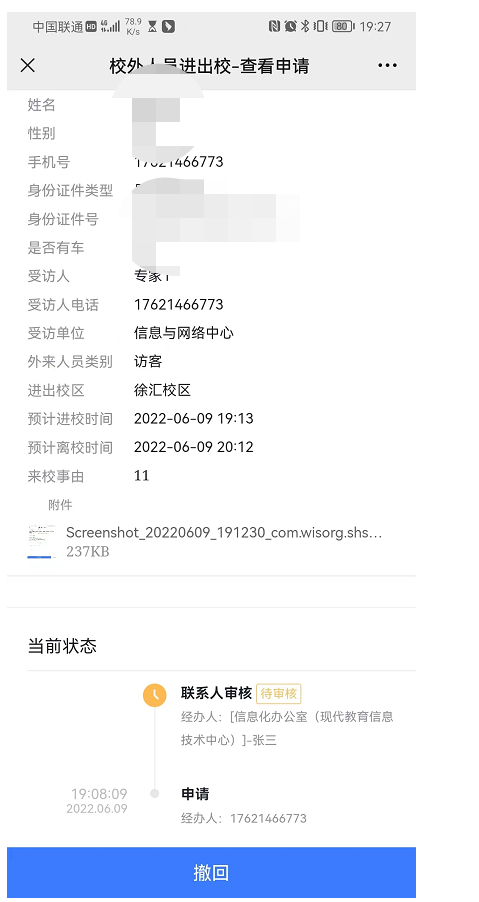 中国联通 HD 4G 78.9 K/s 80 19:27
校外人员进出校-查看申请
姓名
性别
手机号 17621466773
身份证件类型
身份证件号
是否有车
受访人 专家1
受访人电话 17621466773
受访单位 信息与网络中心
外来人员类别 访客
进出校区 徐汇校区
预计进校时间 2022-06-09 19:13
预计离校时间 2022-06-09 20:12
来校事由 11
附件
Screenshot_20220609_191230_com.wisorg.shs...
237KB
当前状态
联系人审核 待审核
经办人：[信息化办公室（现代教育信息
技术中心）]-张三
19:08:09 申请
2022.06.09 经办人：17621466773
撤回